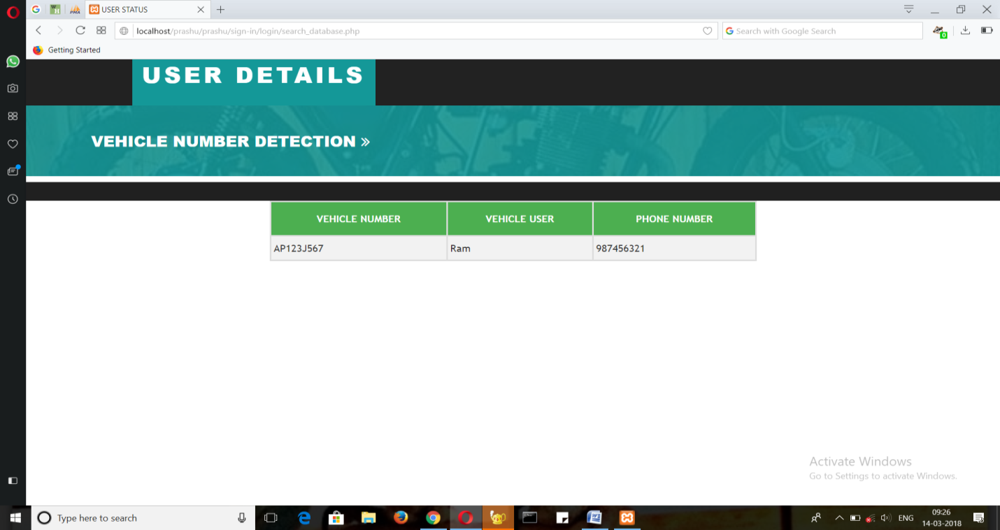 USER STATUS
localhost/prashu/prashu/sign-in/login/search_database.php
Search with Google Search
0
Getting Started
USER DETAILS
VEHICLE NUMBER DETECTION »
VEHICLE NUMBER VEHICLE USER PHONE NUMBER
AP123J567 Ram 987456321
Activate Windows
Go to Settings to activate Windows.
Type here to search
ENG
09:26
14-03-2018